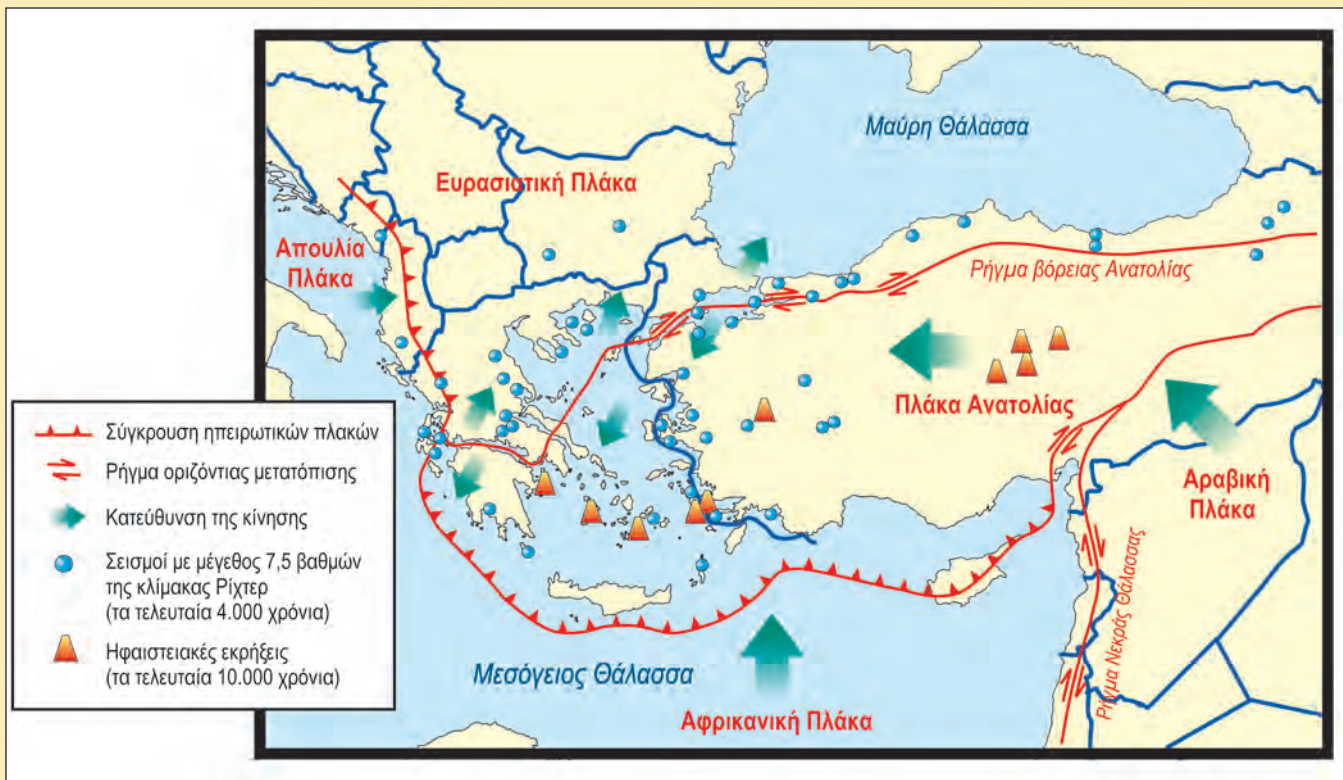 Μαύρη Θάλασσα
Ευρασιατική Πλάκα
Απουλία
Πλάκα
Ρήγμα βόρειας Ανατολίας
Πλάκα Ανατολίας
Αραβική
Πλάκα
Ρήγμα Νεκράς Θάλασσας
Μεσόγειος Θάλασσα
Αφρικανική Πλάκα
Σύγκρουση ηπειρωτικών πλακών
Ρήγμα οριζόντιας μετατόπισης
Κατεύθυνση της κίνησης
Σεισμοί με μέγεθος 7,5 βαθμών
της κλίμακας Ρίχτερ
(τα τελευταία 4.000 χρόνια)
Ηφαιστειακές εκρήξεις
(τα τελευταία 10.000 χρόνια)